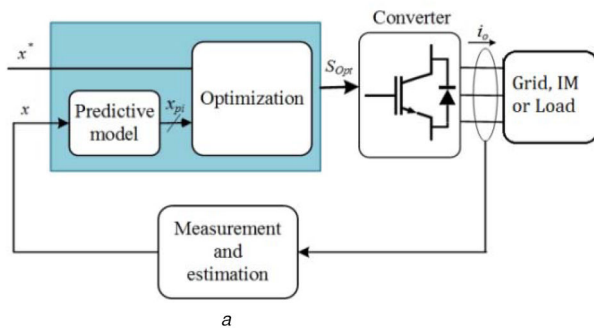 Converter
x*
Optimization
S_Opt
i_o
Grid, IM
or Load
x
Predictive
model
x_pi
Measurement
and
estimation
a